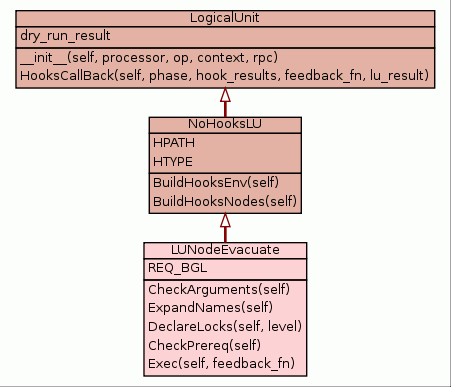 LogicalUnit
dry_run_result
__init__(self, processor, op, context, rpc)
HooksCallBack(self, phase, hook_results, feedback_fn, lu_result)
NoHooksLU
HPATH
HTYPE
BuildHooksEnv(self)
BuildHooksNodes(self)
LUNodeEvacuate
REQ_BGL
CheckArguments(self)
ExpandNames(self)
DeclareLocks(self, level)
CheckPrereq(self)
Exec(self, feedback_fn)